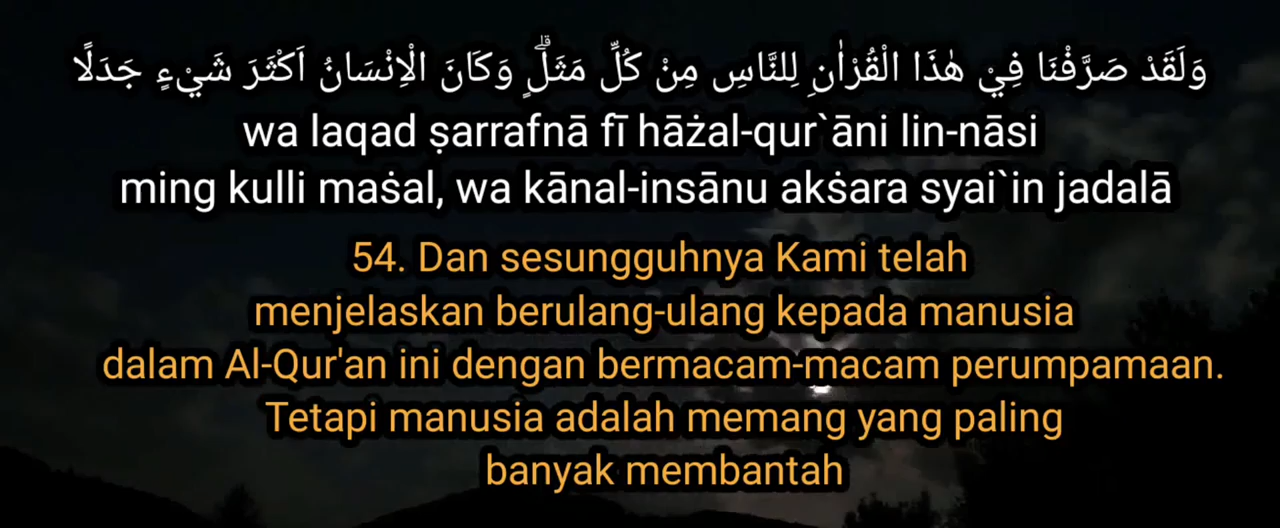 وَلَقَدْ صَرَّفْنَا فِيْ هٰذَا الْقُرْاٰنِ لِلنَّاسِ مِنْ كُلِّ مَثَلٍۗ وَكَانَ الْاِنْسَانُ اَكْثَرَ شَيْءٍ جَدَلًا
wa laqad ṣarrafnā fī hāżal-qur`āni lin-nāsi
ming kulli maṡal, wa kānal-insānu akṡara syai`in jadalā
54. Dan sesungguhnya Kami telah
menjelaskan berulang-ulang kepada manusia
dalam Al-Qur'an ini dengan bermacam-macam perumpamaan.
Tetapi manusia adalah memang yang paling
banyak membantah